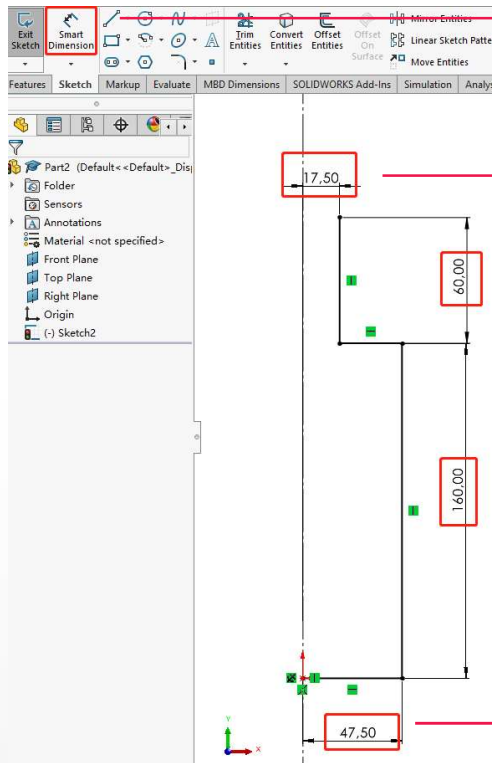 Exit Sketch
Smart Dimension
Trim Entities
Convert Entities
Offset Entities
Offset On Surface
Mirror Entities
Linear Sketch Patte
Move Entities
Features Sketch Markup Evaluate MBD Dimensions SOLIDWORKS Add-Ins Simulation Analys
Part2 (Default<<Default>_Disp
Folder
Sensors
Annotations
Material <not specified>
Front Plane
Top Plane
Right Plane
Origin
(-) Sketch2
17,50
60,00
160,00
47,50
Y
X